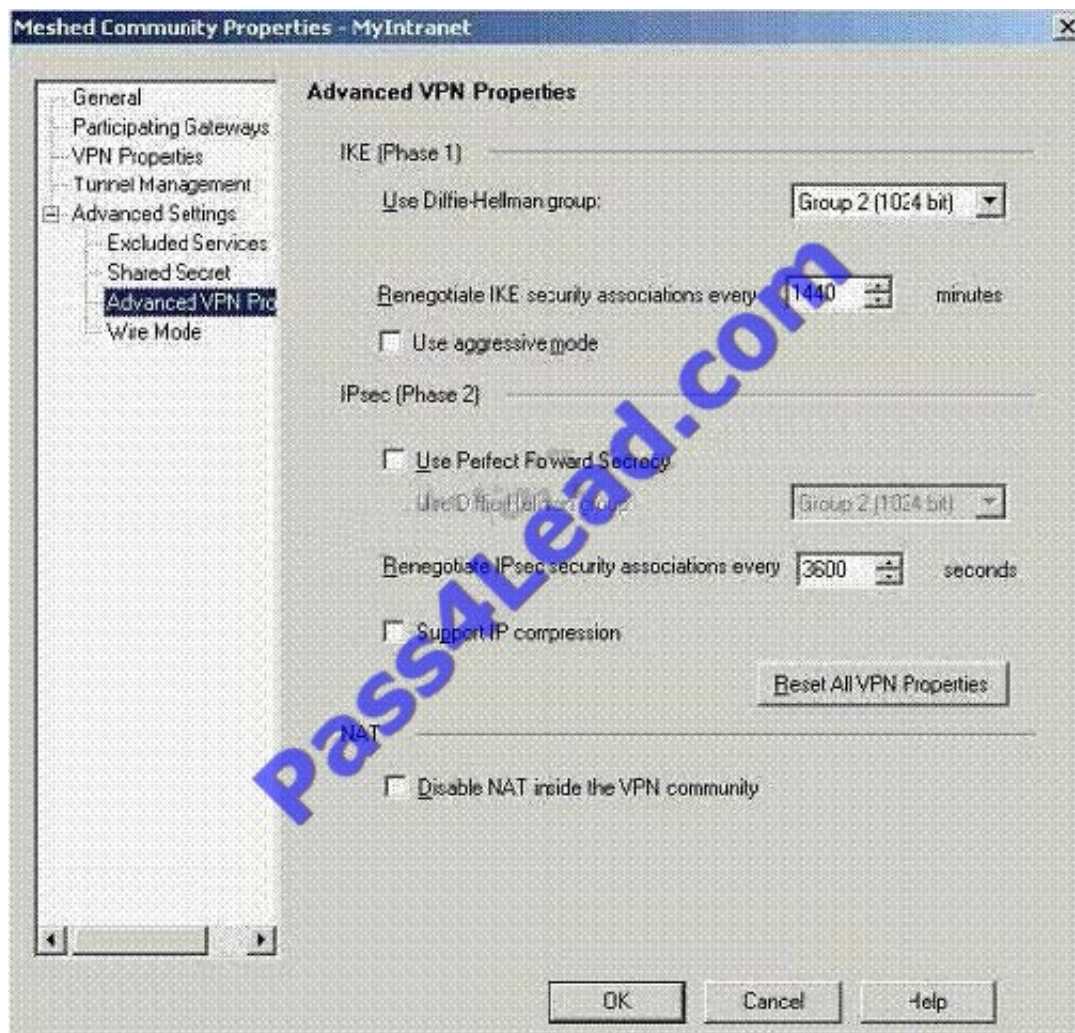 Meshed Community Properties - MyIntranet
General
Participating Gateways
VPN Properties
Tunnel Management
Advanced Settings
Excluded Services
Shared Secret
Advanced VPN Pro
Wire Mode
Advanced VPN Properties
IKE (Phase 1)
Use Diffie-Hellman group:
Group 2 (1024 bit)
Renegotiate IKE security associations every
1440
minutes
Use aggressive mode
IPsec (Phase 2)
Use Perfect Forward Secrecy
Use Diffie-Hellman group
Group 2 (1024 bit)
Renegotiate IPsec security associations every
3600
seconds
Support IP compression
Reset All VPN Properties
NAT
Disable NAT inside the VPN community
OK
Cancel
Help
Pass4Lead.com